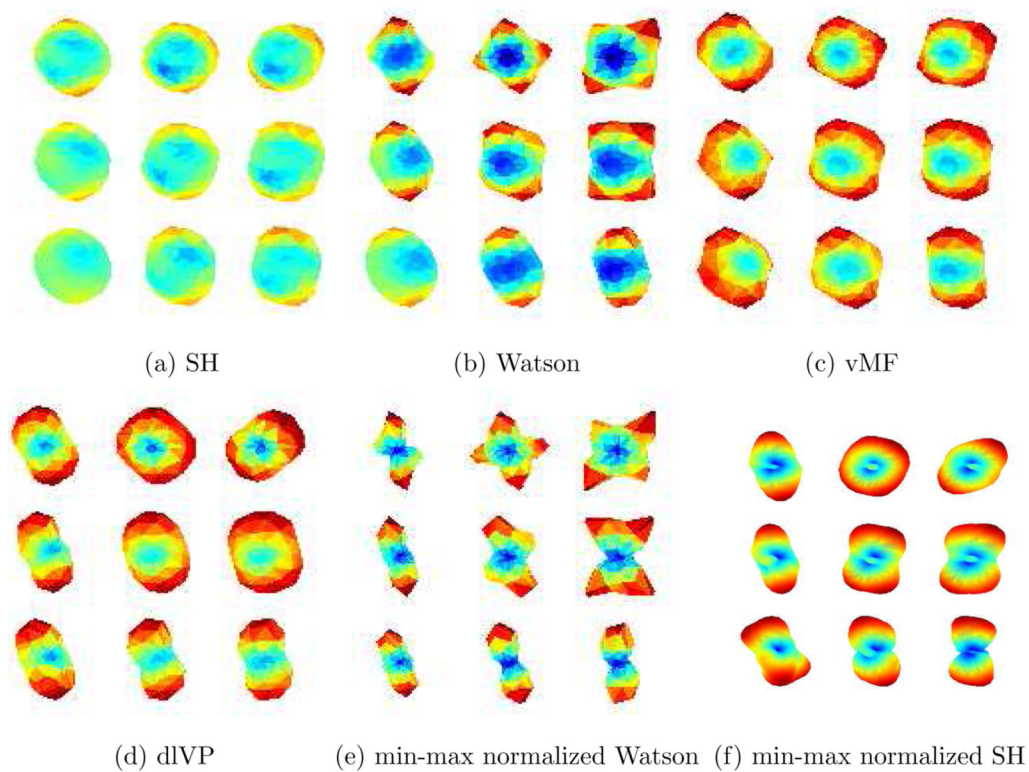 (a) SH
(b) Watson
(c) vMF
(d) dlVP
(e) min-max normalized Watson
(f) min-max normalized SH